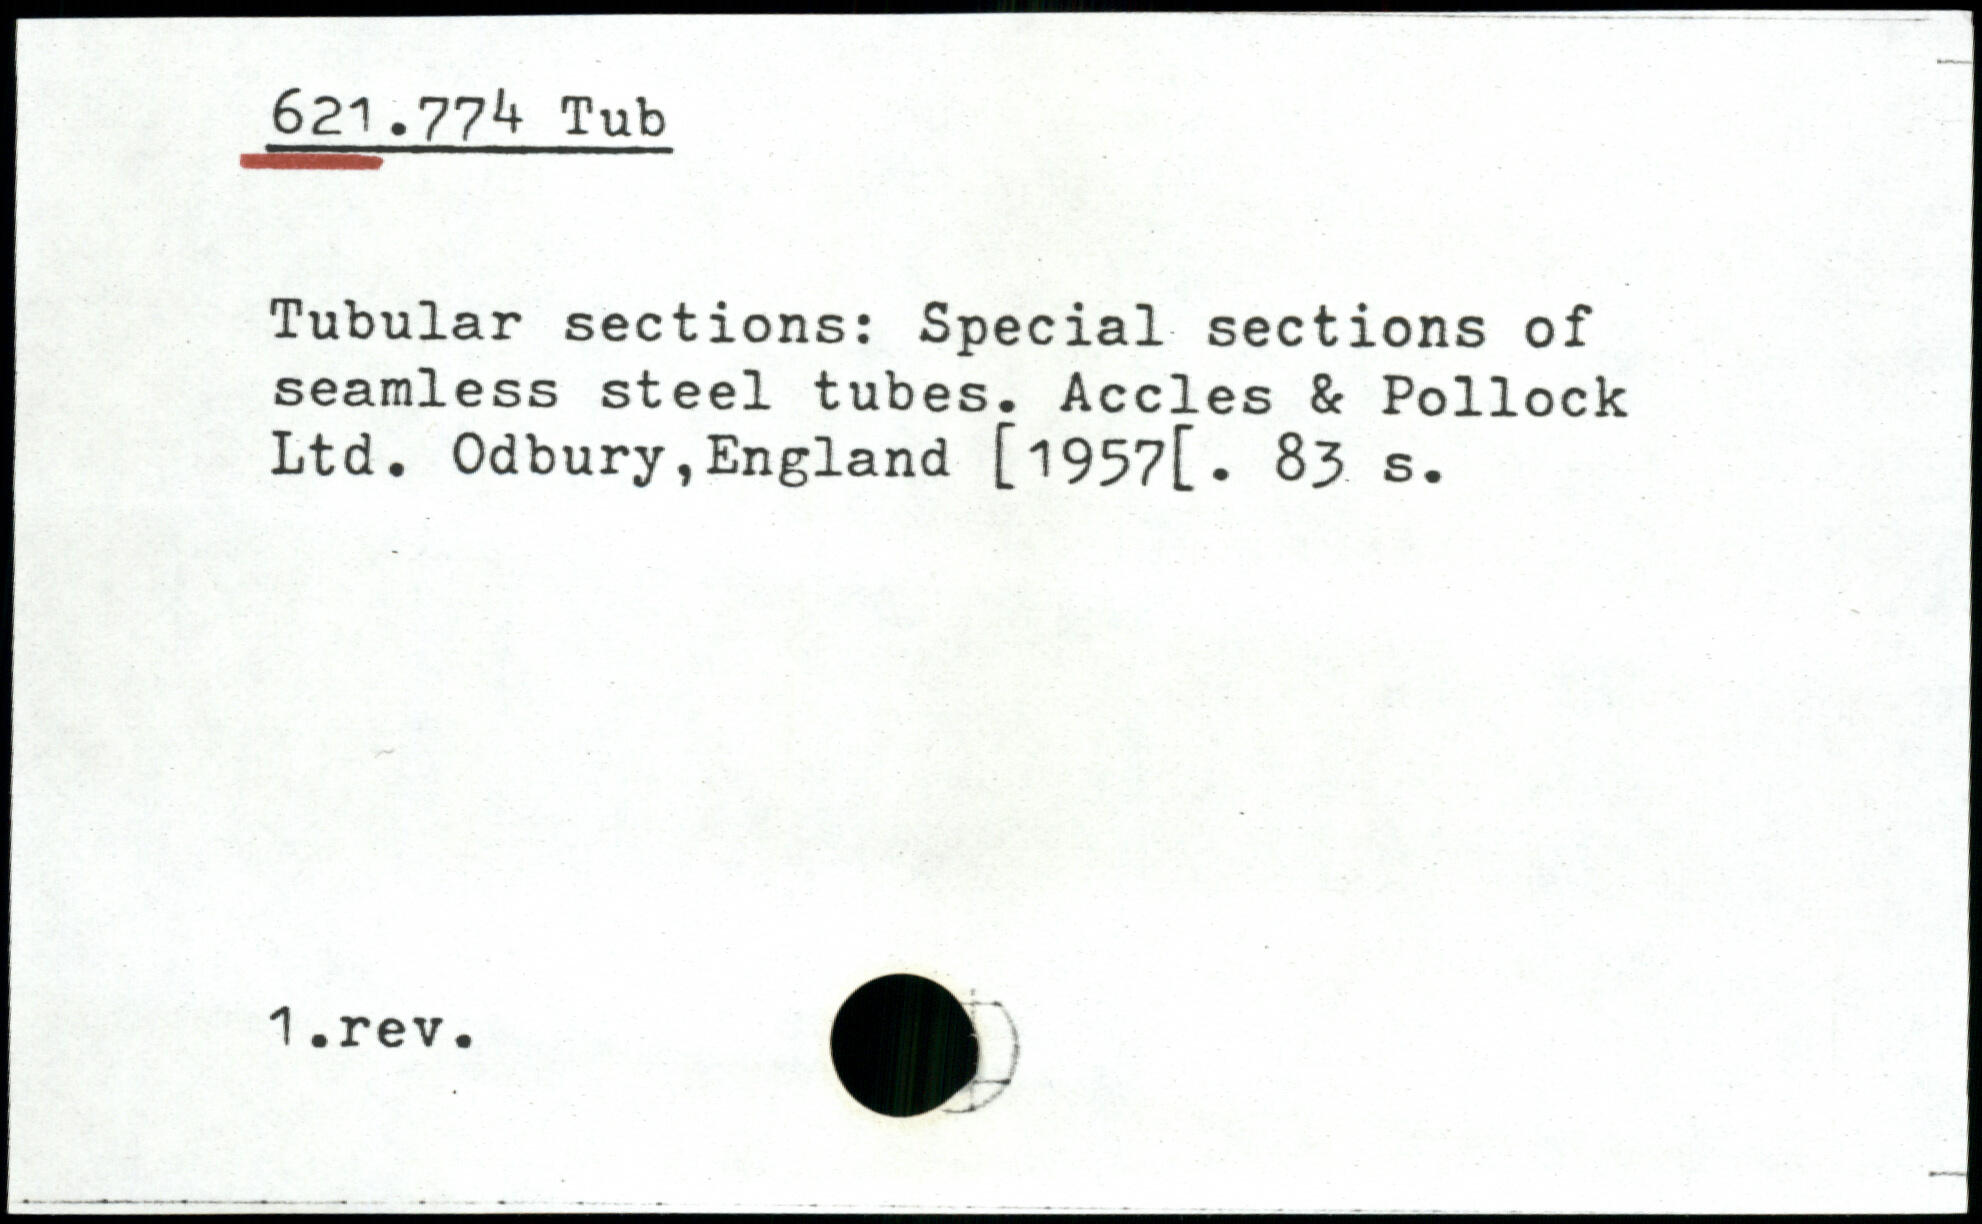 621.774 Tub
Tubular sections: Special sections of
seamless steel tubes. Accles & Pollock
Ltd. Odbury,England [1957[. 83 s.
1.rev.